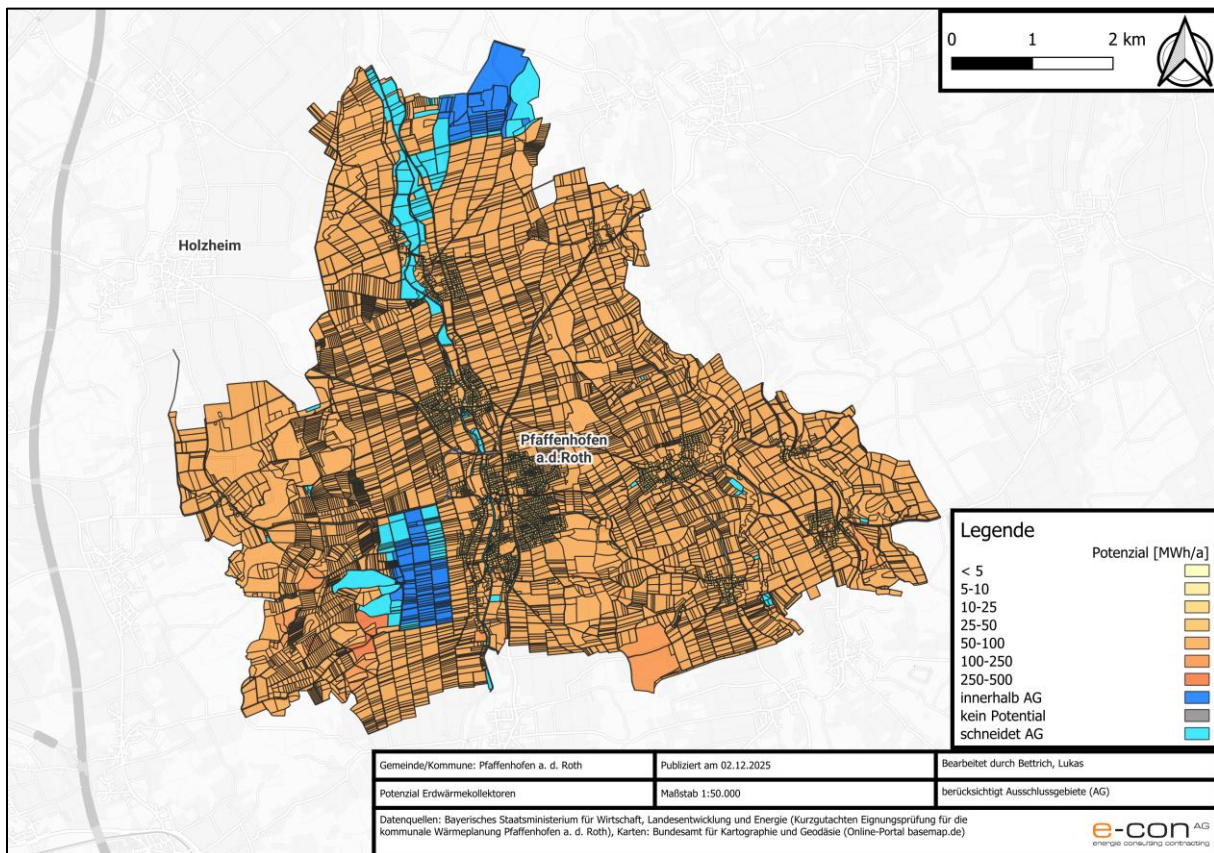 0 1 2 km
Holzheim
Pfaffenhofen
a.d.Roth
Legende
Potenzial [MWh/a]
< 5
5-10
10-25
25-50
50-100
100-250
250-500
innerhalb AG
kein Potential
schneidet AG
Gemeinde/Kommune: Pfaffenhofen a. d. Roth
Publiziert am 02.12.2025
Bearbeitet durch Bettrich, Lukas
Potenzial Erdwärmekollektoren
Maßstab 1:50.000
berücksichtigt Ausschlussgebiete (AG)
Datenquellen: Bayerisches Staatsministerium für Wirtschaft, Landesentwicklung und Energie (Kurzgutachten Eignungsprüfung für die
kommunale Wärmeplanung Pfaffenhofen a. d. Roth), Karten: Bundesamt für Kartographie und Geodäsie (Online-Portal basemap.de)
e-con AG
energie consulting contracting